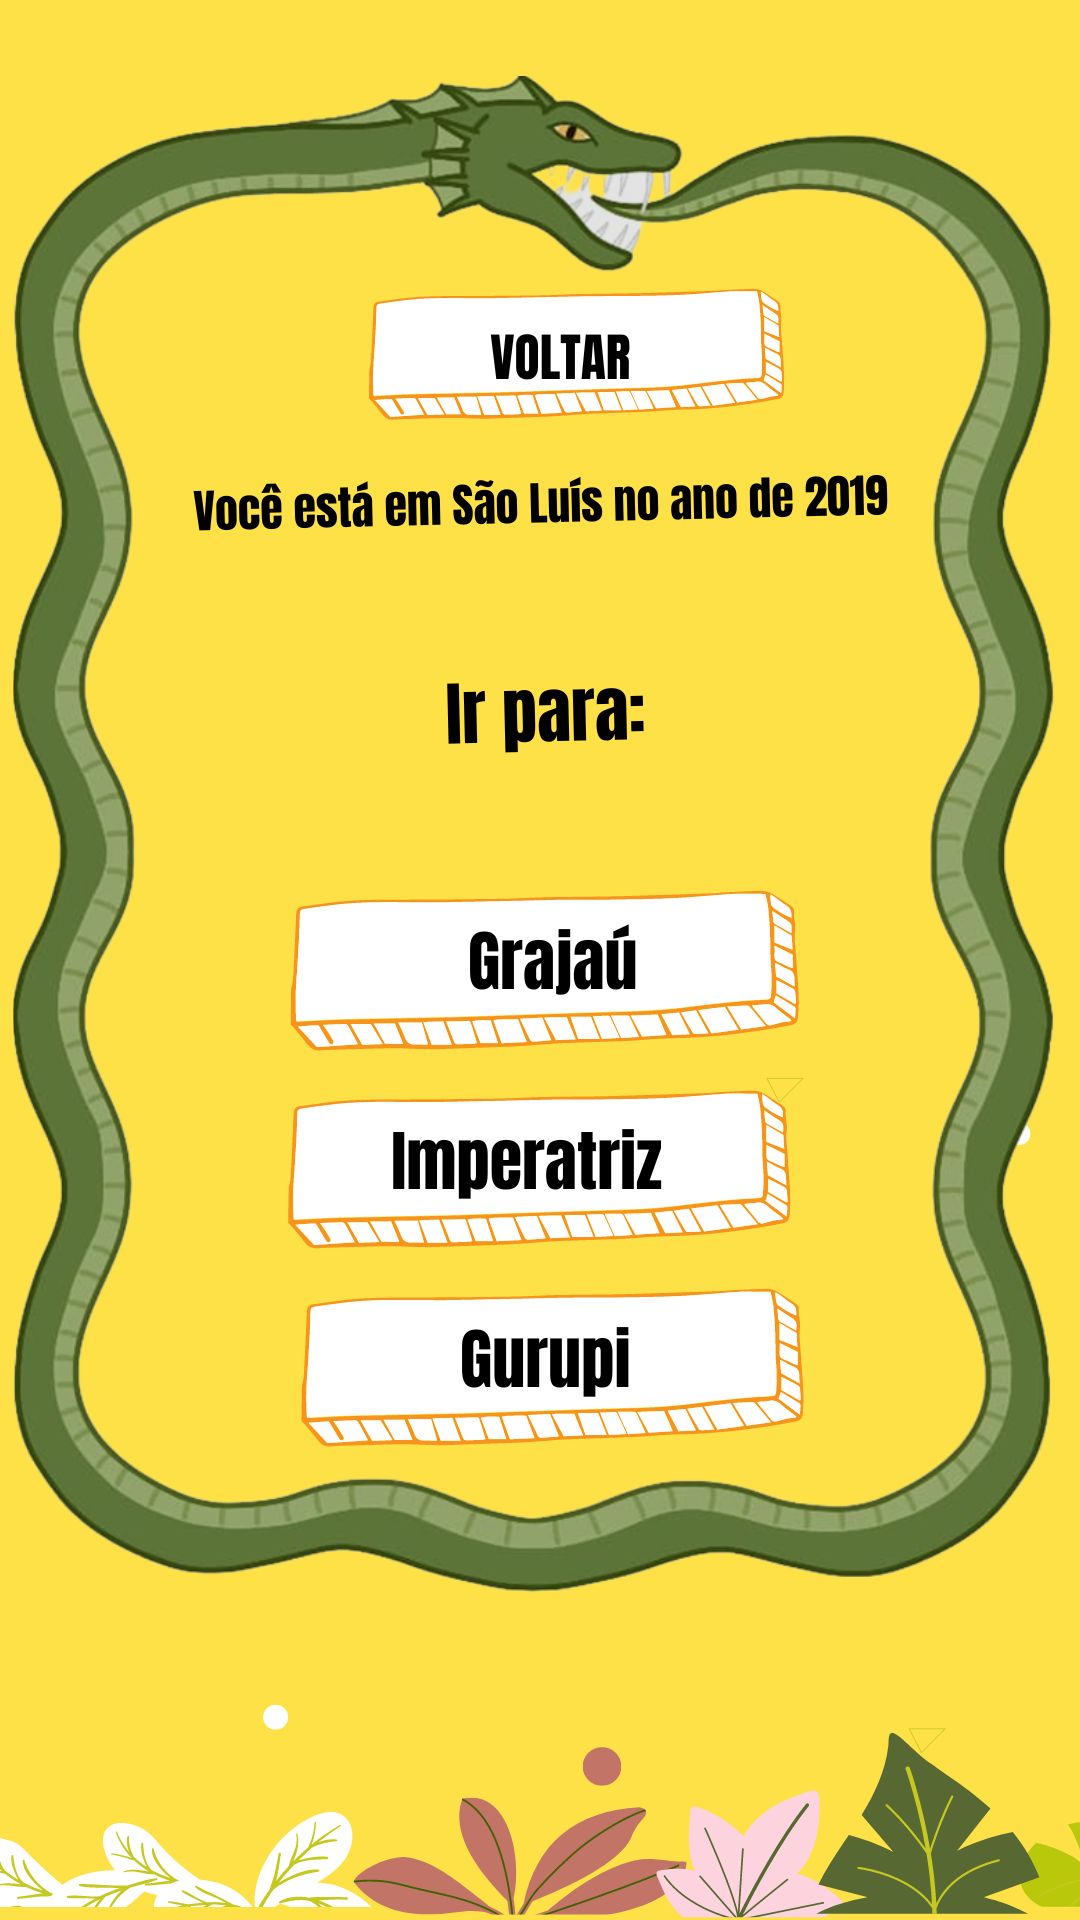 VOLTAR
Você está em São Luís no ano de 2019
Ir para:
Grajaú
Imperatriz
Gurupi